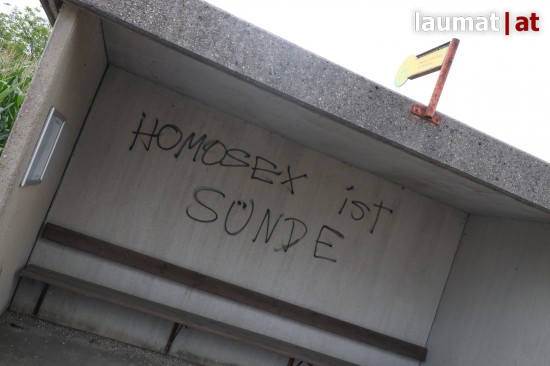 laumat|at
HOMOSEX ist
SÜNDE